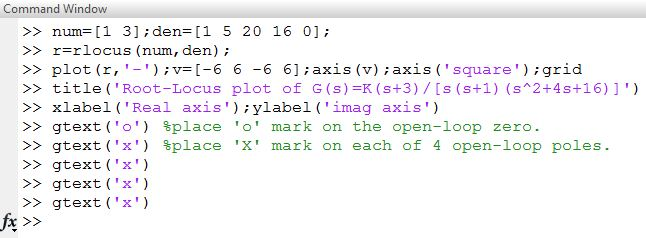 Command Window
>> num=[1 3];den=[1 5 20 16 0];
>> r=rlocus(num,den);
>> plot(r,'-');v=[-6 6 -6 6];axis(v);axis('square');grid
>> title('Root-Locus plot of G(s)=K(s+3)/[s(s+1)(s^2+4s+16)]')
>> xlabel('Real axis');ylabel('imag axis')
>> gtext('o') %place 'o' mark on the open-loop zero.
>> gtext('x') %place 'X' mark on each of 4 open-loop poles.
>> gtext('x')
>> gtext('x')
>> gtext('x')
fx >>